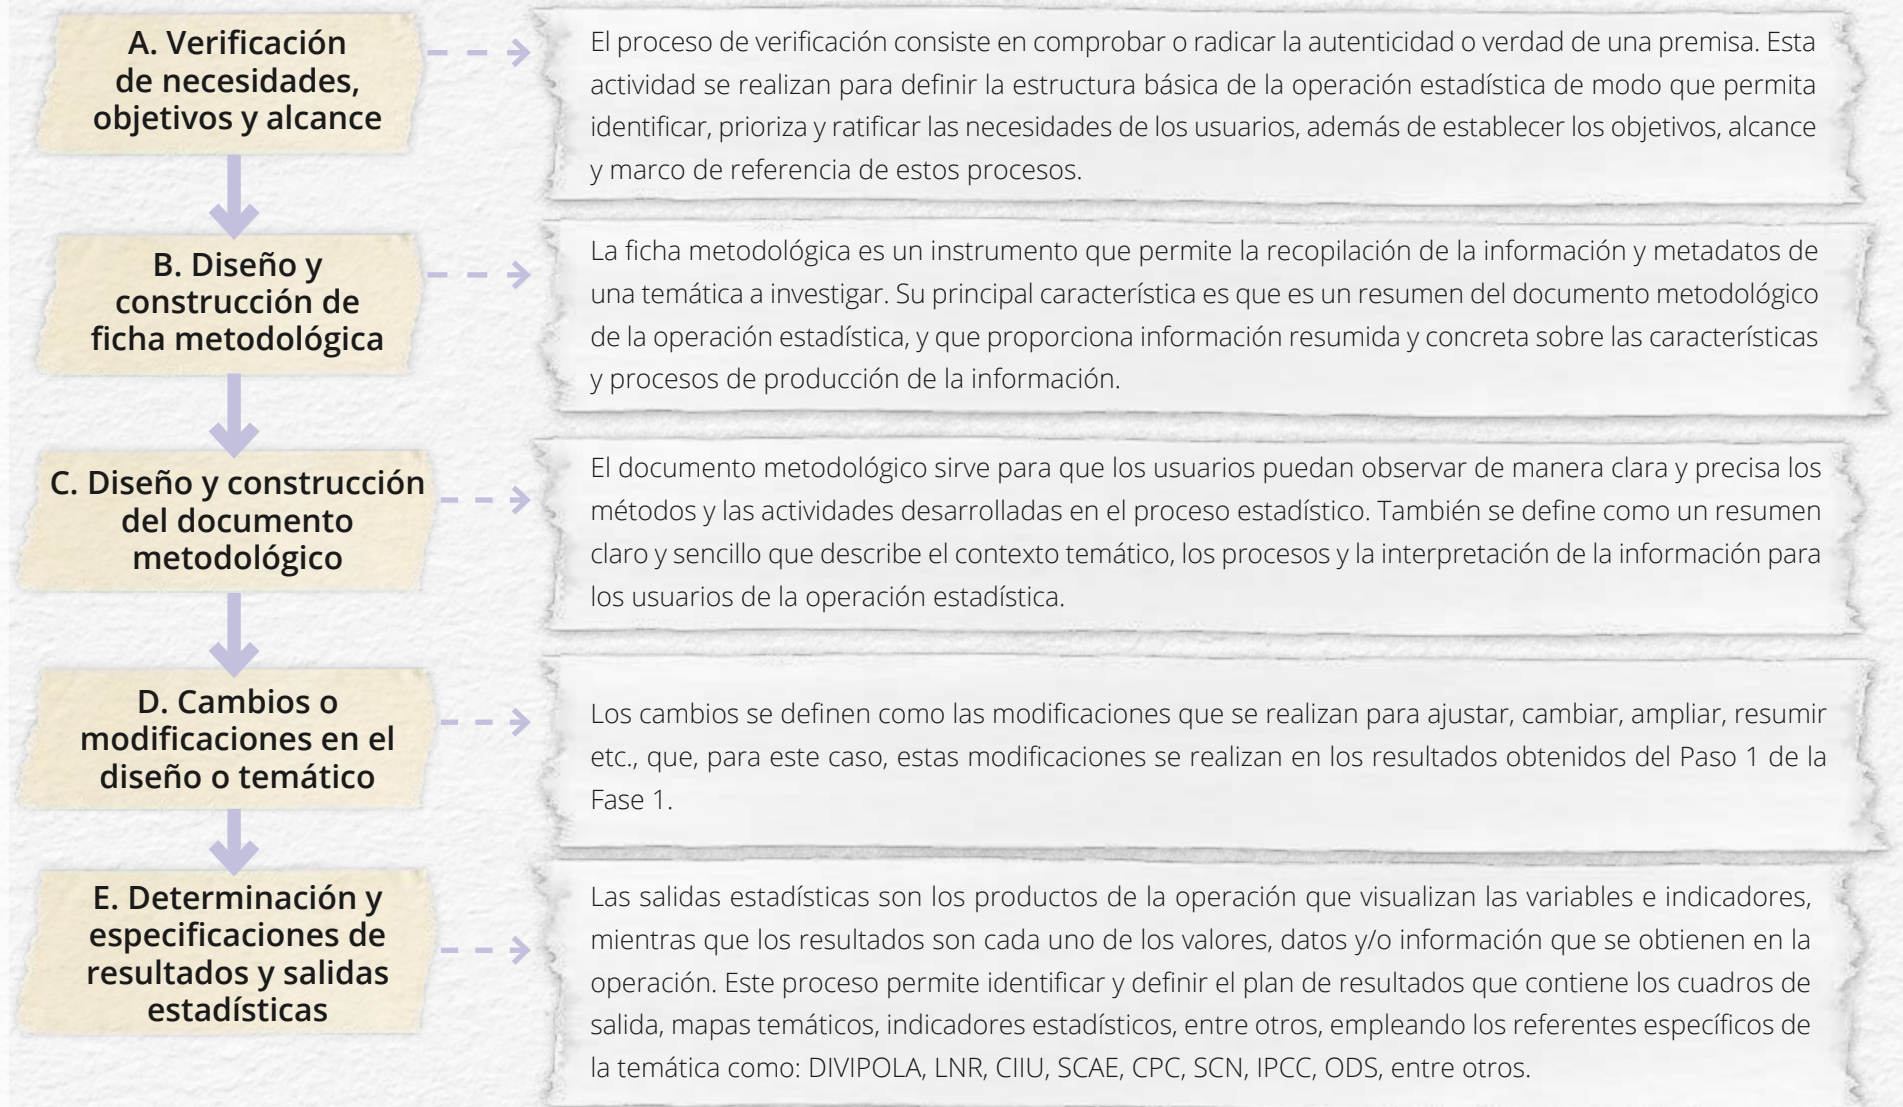 A. Verificación
de necesidades,
objetivos y alcance
El proceso de verificación consiste en comprobar o radicar la autenticidad o verdad de una premisa. Esta
actividad se realizan para definir la estructura básica de la operación estadística de modo que permita
identificar, prioriza y ratificar las necesidades de los usuarios, además de establecer los objetivos, alcance
y marco de referencia de estos procesos.
B. Diseño y
construcción de
ficha metodológica
La ficha metodológica es un instrumento que permite la recopilación de la información y metadatos de
una temática a investigar. Su principal característica es que es un resumen del documento metodológico
de la operación estadística, y que proporciona información resumida y concreta sobre las características
y procesos de producción de la información.
C. Diseño y construcción
del documento
metodológico
El documento metodológico sirve para que los usuarios puedan observar de manera clara y precisa los
métodos y las actividades desarrolladas en el proceso estadístico. También se define como un resumen
claro y sencillo que describe el contexto temático, los procesos y la interpretación de la información para
los usuarios de la operación estadística.
D. Cambios o
modificaciones en el
diseño o temático
Los cambios se definen como las modificaciones que se realizan para ajustar, cambiar, ampliar, resumir
etc., que, para este caso, estas modificaciones se realizan en los resultados obtenidos del Paso 1 de la
Fase 1.
E. Determinación y
especificaciones de
resultados y salidas
estadísticas
Las salidas estadísticas son los productos de la operación que visualizan las variables e indicadores,
mientras que los resultados son cada uno de los valores, datos y/o información que se obtienen en la
operación. Este proceso permite identificar y definir el plan de resultados que contiene los cuadros de
salida, mapas temáticos, indicadores estadísticos, entre otros, empleando los referentes específicos de
la temática como: DIVIPOLA, LNR, CIIU, SCAE, CPC, SCN, IPCC, ODS, entre otros.